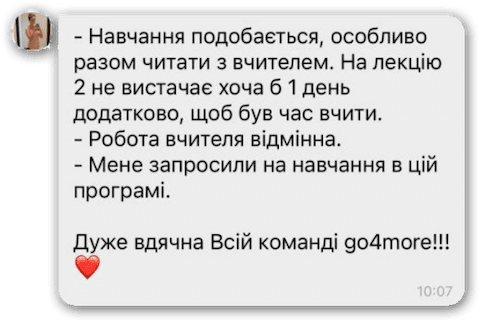 - Навчання подобається, особливо
разом читати з вчителем. На лекцію
2 не вистачає хоча б 1 день
додатково, щоб був час вчити.
- Робота вчителя відмінна.
- Мене запросили на навчання в цій
програмі.
Дуже вдячна Всій команді go4more!!!
❤️
10:07